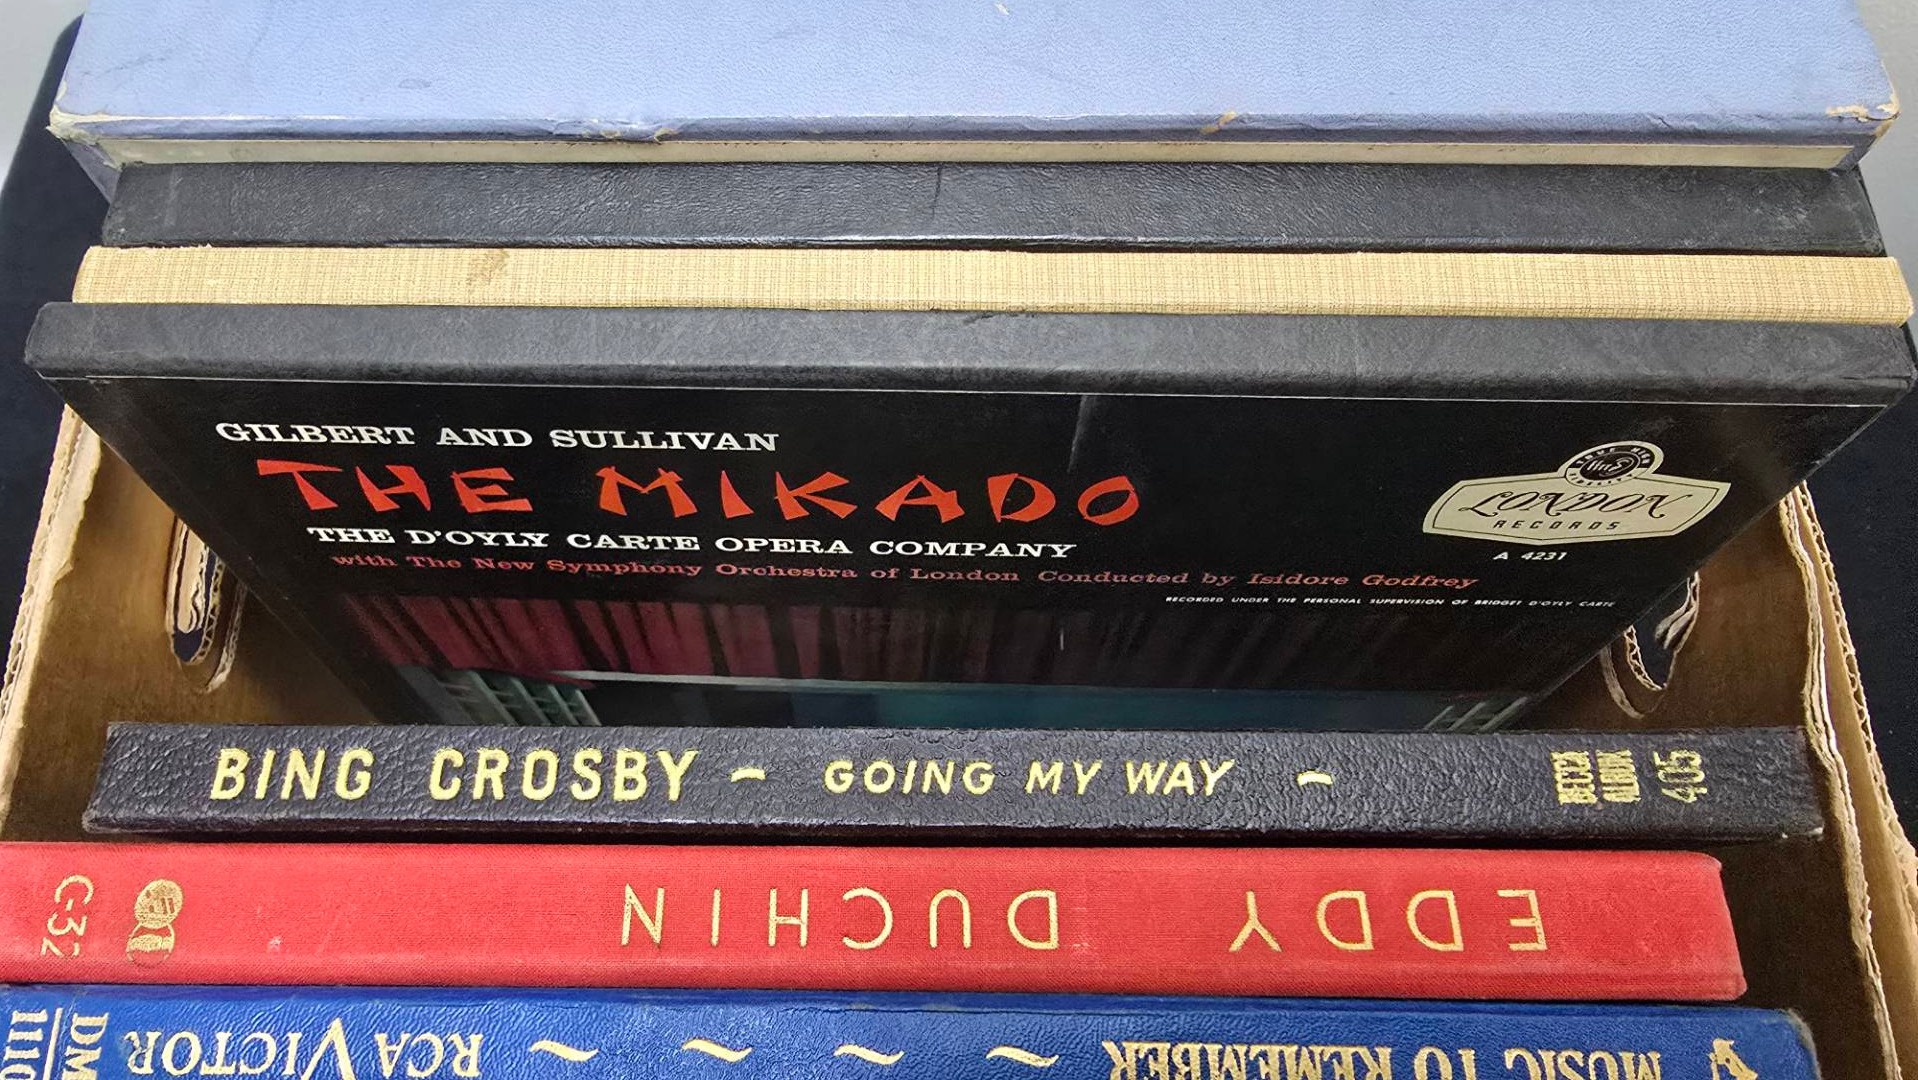 GILBERT AND SULLIVAN
THE MIKADO
THE D'OYLY CARTE OPERA COMPANY
with The New Symphony Orchestra of London Conducted by Isidore Godfrey
RECORDED UNDER THE PERSONAL SUPERVISION OF BRIDGET D'OYLY CARTE
LONDON
RECORDS
A 4231
BING CROSBY ~ GOING MY WAY ~
DECCA
ALBUM
405
EDDY DUCHIN
C-32
MUSIC TO REMEMBER ~ ~ ~ ~ RCA VICTOR
DM